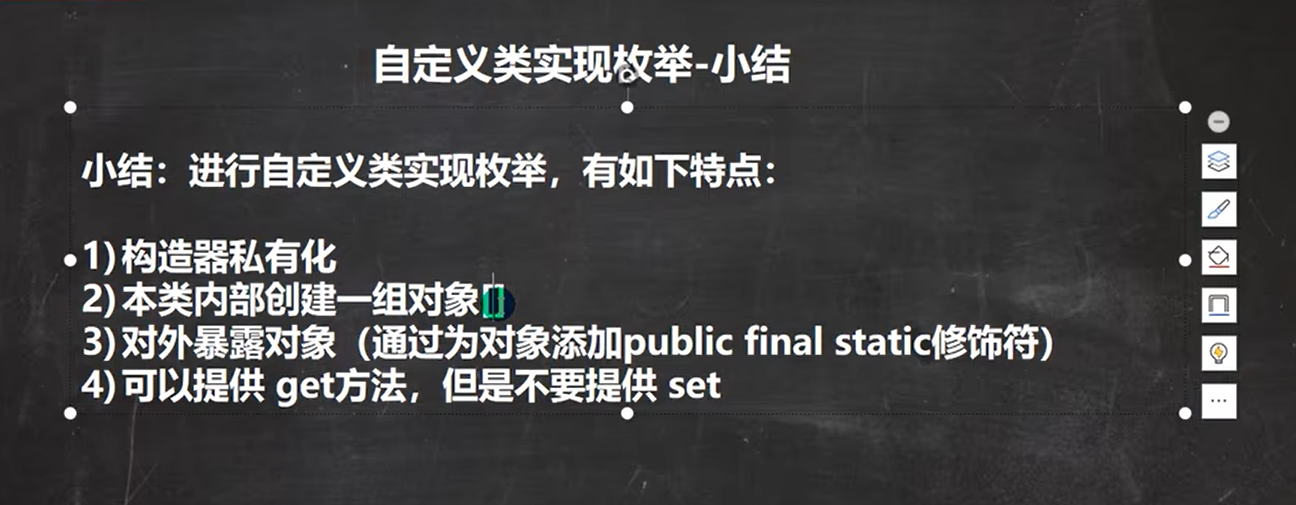 自定义类实现枚举-小结
小结：进行自定义类实现枚举，有如下特点：
1) 构造器私有化
2) 本类内部创建一组对象[]
3) 对外暴露对象（通过为对象添加public final static修饰符）
4) 可以提供 get方法，但是不要提供 set